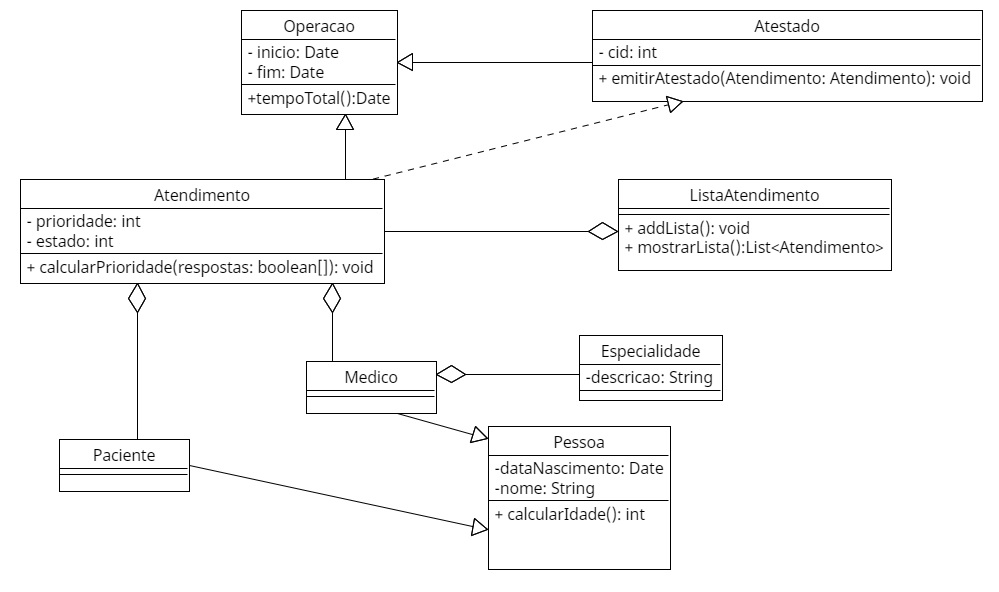 Operacao
- inicio: Date
- fim: Date
+tempoTotal():Date
Atestado
- cid: int
+ emitirAtestado(Atendimento: Atendimento): void
Atendimento
- prioridade: int
- estado: int
+ calcularPrioridade(respostas: boolean[]): void
ListaAtendimento
+ addLista(): void
+ mostrarLista():List<Atendimento>
Medico
Especialidade
-descricao: String
Paciente
Pessoa
-dataNascimento: Date
-nome: String
+ calcularIdade(): int